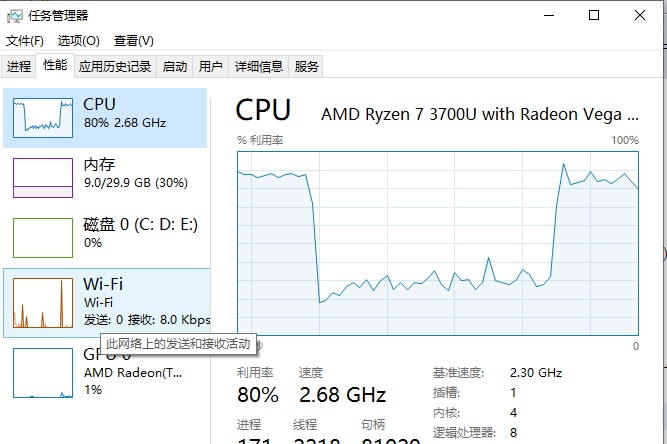 任务管理器
文件(F) 选项(O) 查看(V)
进程 性能 应用历史记录 启动 用户 详细信息 服务
CPU
80% 2.68 GHz
内存
9.0/29.9 GB (30%)
磁盘 0 (C: D: E:)
0%
Wi-Fi
Wi-Fi
发送: 0 接收: 8.0 Kbps
此网络上的发送和接收活动
GPU 0
AMD Radeon(T...
1%
CPU
AMD Ryzen 7 3700U with Radeon Vega ...
% 利用率 100%
秒 0
利用率 速度
80% 2.68 GHz
进程 线程 句柄
171 2218 81020
基准速度: 2.30 GHz
插槽: 1
内核: 4
逻辑处理器: 8